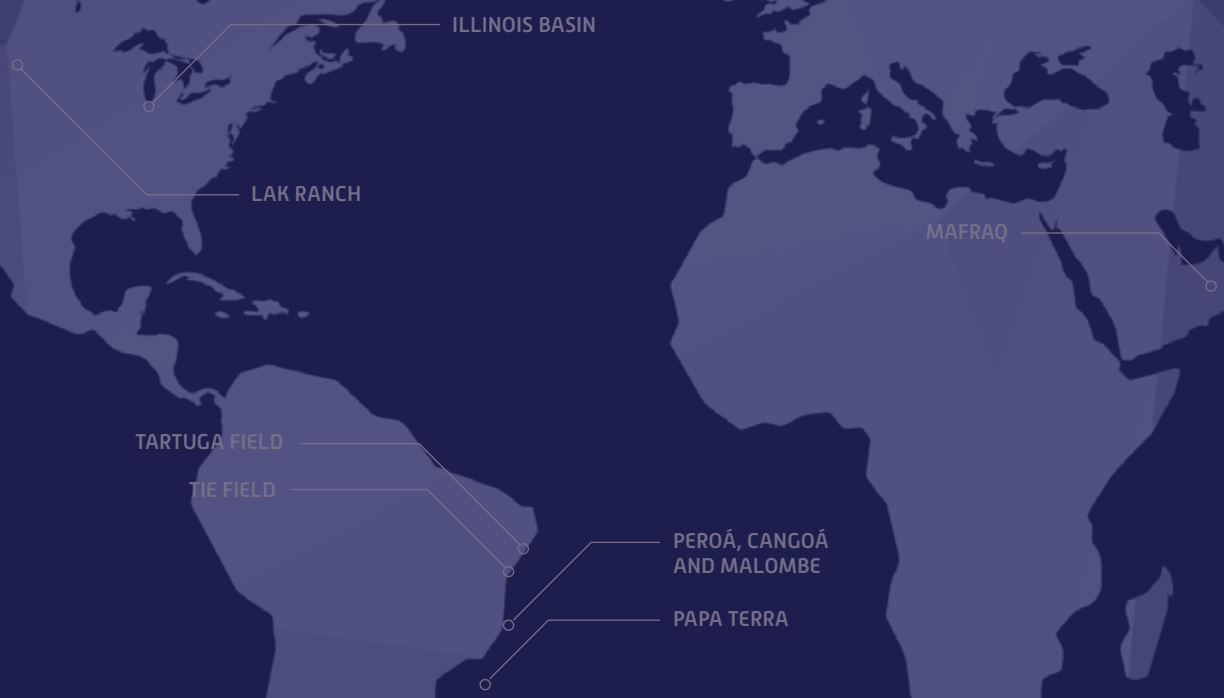 ILLINOIS BASIN
LAK RANCH
MAFRAQ
TARTUGA FIELD
TIE FIELD
PEROÁ, CANGOÁ
AND MALOMBE
PAPA TERRA